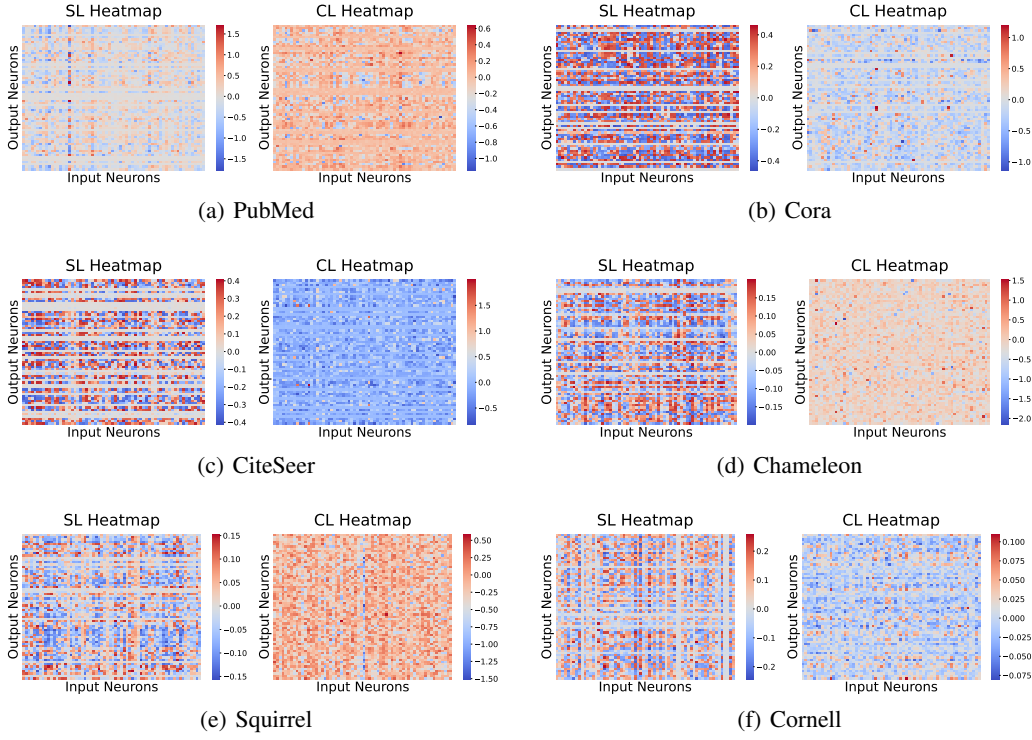 SL Heatmap
Output Neurons
Input Neurons
1.5
1.0
0.5
0.0
−0.5
−1.0
−1.5
CL Heatmap
Input Neurons
0.6
0.4
0.2
0.0
−0.2
−0.4
−0.6
−0.8
−1.0
(a) PubMed
SL Heatmap
Output Neurons
Input Neurons
0.4
0.2
0.0
−0.2
−0.4
CL Heatmap
Input Neurons
1.0
0.5
0.0
−0.5
−1.0
(b) Cora
SL Heatmap
Output Neurons
Input Neurons
0.4
0.3
0.2
0.1
0.0
−0.1
−0.2
−0.3
−0.4
CL Heatmap
Input Neurons
1.5
1.0
0.5
0.0
−0.5
(c) CiteSeer
SL Heatmap
Output Neurons
Input Neurons
0.15
0.10
0.05
0.00
−0.05
−0.10
−0.15
CL Heatmap
Input Neurons
1.5
1.0
0.5
0.0
−0.5
−1.0
−1.5
−2.0
(d) Chameleon
SL Heatmap
Output Neurons
Input Neurons
0.15
0.10
0.05
0.00
−0.05
−0.10
−0.15
CL Heatmap
Input Neurons
0.50
0.25
0.00
−0.25
−0.50
−0.75
−1.00
−1.25
−1.50
(e) Squirrel
SL Heatmap
Output Neurons
Input Neurons
0.2
0.1
0.0
−0.1
−0.2
CL Heatmap
Input Neurons
0.100
0.075
0.050
0.025
0.000
−0.025
−0.050
−0.075
(f) Cornell